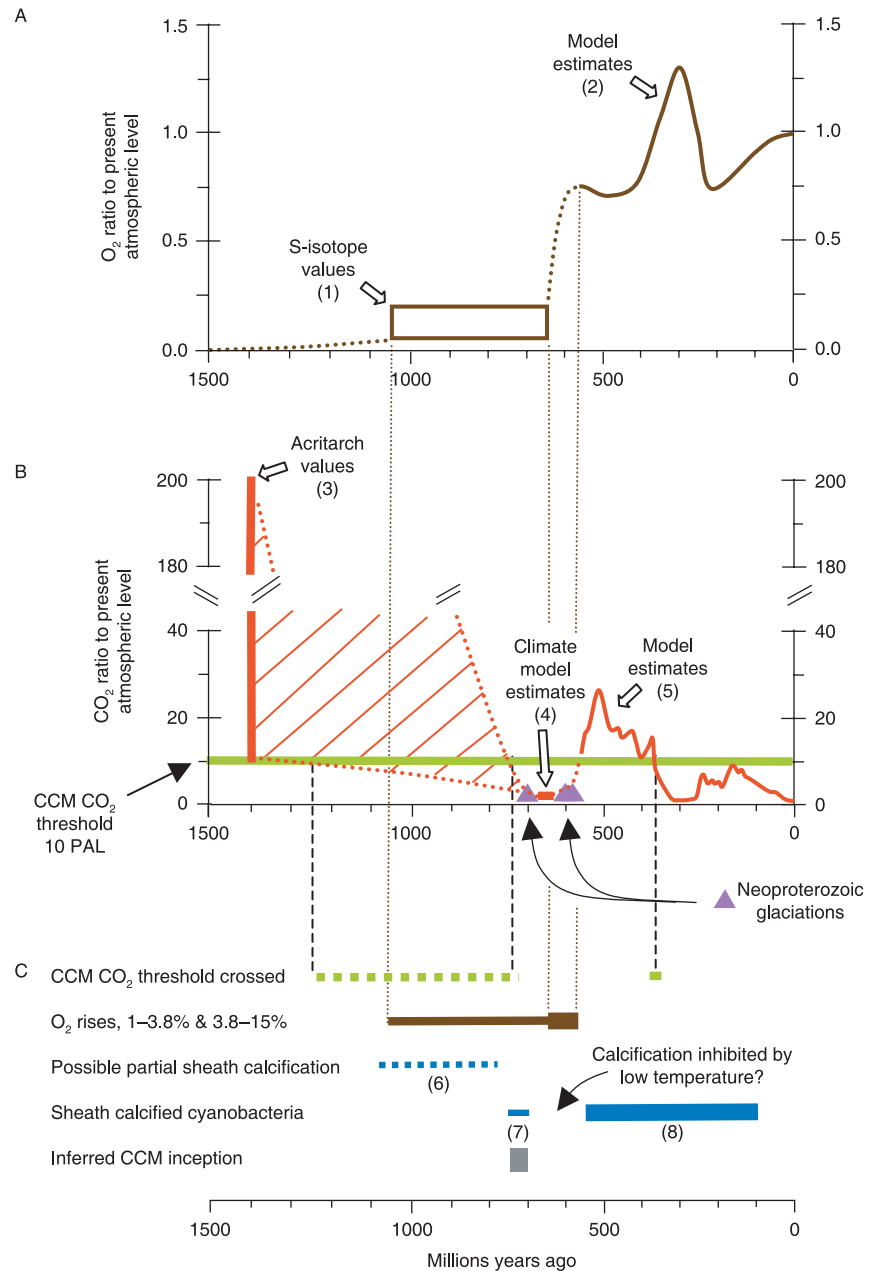 A
1.5
1.0
0.5
0.0
O2 ratio to present
atmospheric level
Model
estimates
(2)
S-isotope
values
(1)
1.5
1.0
0.5
0.0
1500
1000
500
0
B
200
180
40
20
0
CO2 ratio to present
atmospheric level
Acritarch
values
(3)
Climate
model
estimates
(4)
Model
estimates
(5)
200
180
40
20
0
CCM CO2
threshold
10 PAL
1500
1000
500
0
Neoproterozoic
glaciations
C
CCM CO2 threshold crossed
O2 rises, 1–3.8% & 3.8–15%
Possible partial sheath calcification
(6)
Calcification inhibited by
low temperature?
Sheath calcified cyanobacteria
(7)
(8)
Inferred CCM inception
1500
1000
500
0
Millions years ago